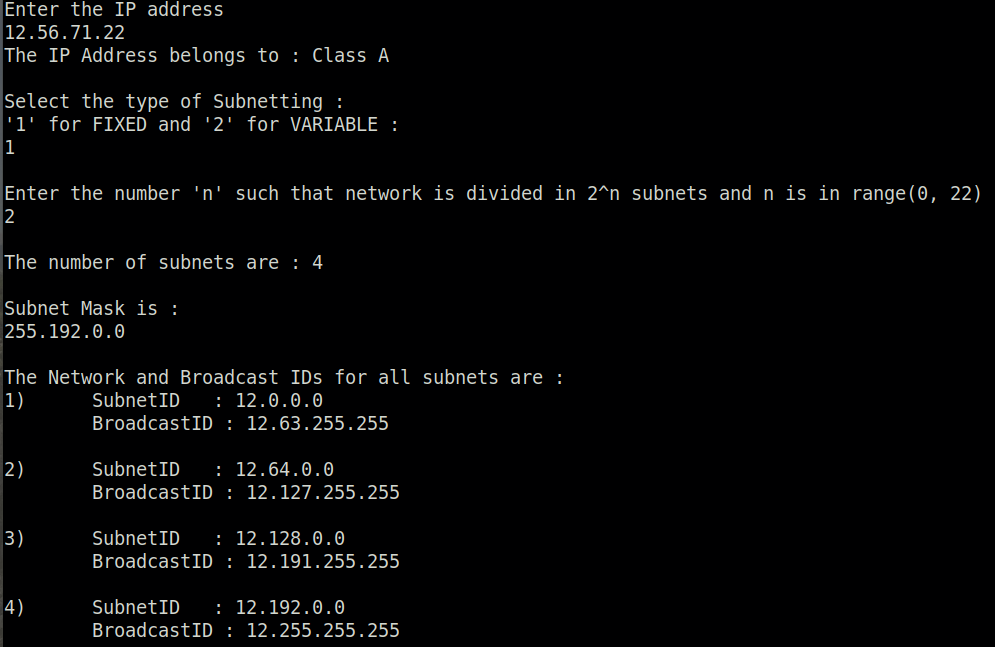 Enter the IP address
12.56.71.22
The IP Address belongs to : Class A
Select the type of Subnetting :
'1' for FIXED and '2' for VARIABLE :
1
Enter the number 'n' such that network is divided in 2^n subnets and n is in range(0, 22)
2
The number of subnets are : 4
Subnet Mask is :
255.192.0.0
The Network and Broadcast IDs for all subnets are :
1)      SubnetID   : 12.0.0.0
        BroadcastID : 12.63.255.255
2)      SubnetID   : 12.64.0.0
        BroadcastID : 12.127.255.255
3)      SubnetID   : 12.128.0.0
        BroadcastID : 12.191.255.255
4)      SubnetID   : 12.192.0.0
        BroadcastID : 12.255.255.255